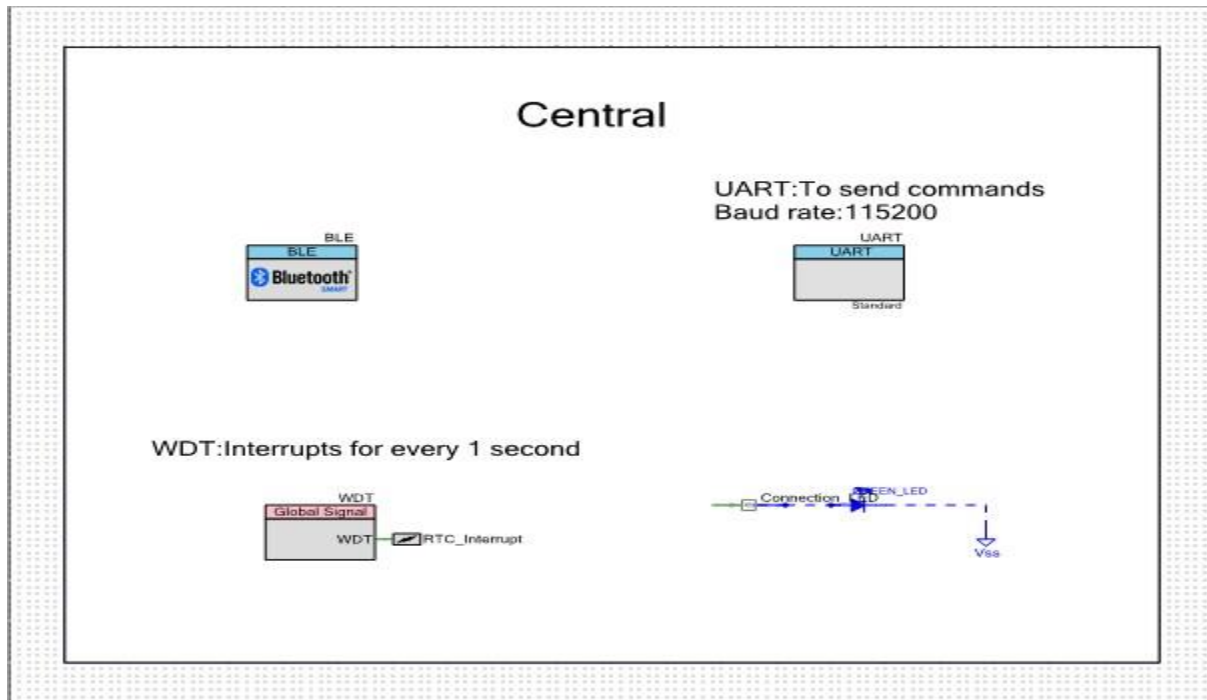 Central
UART:To send commands
Baud rate:115200
BLE
BLE
Bluetooth
SMART
UART
UART
Standard
WDT:Interrupts for every 1 second
WDT
Global Signal
WDT
RTC_Interrupt
Connection
Vss